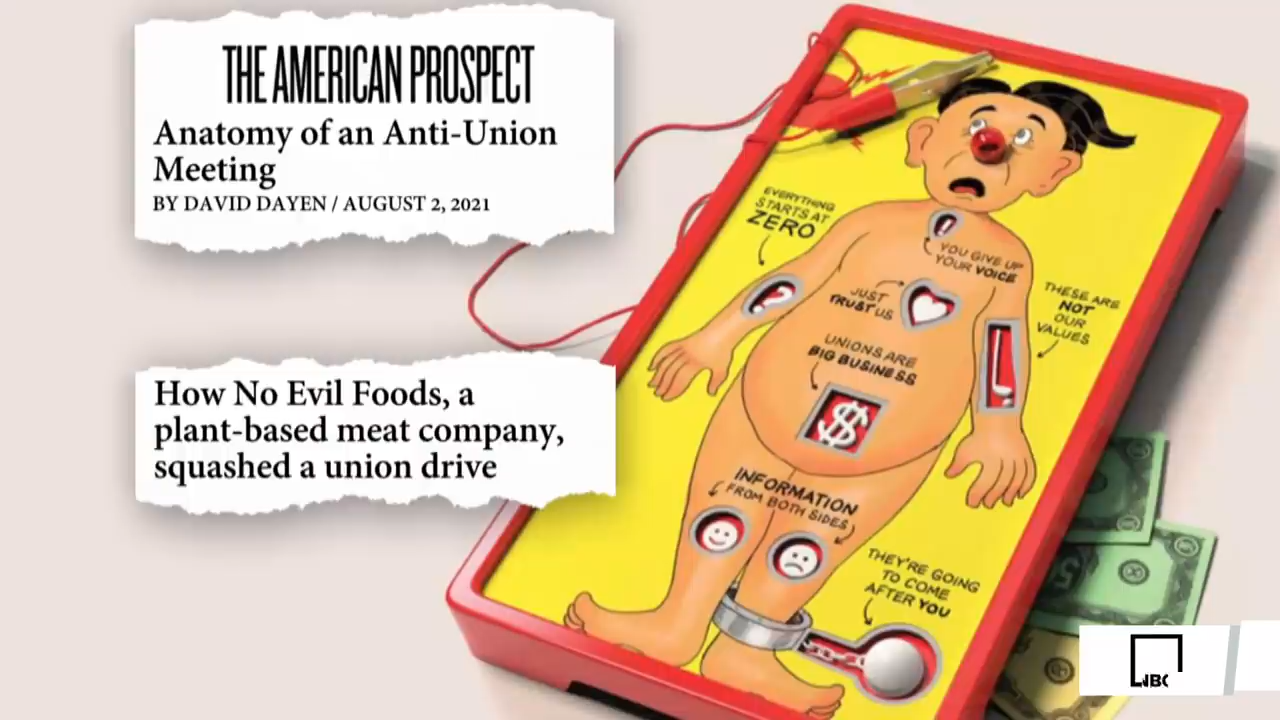 THE AMERICAN PROSPECT
Anatomy of an Anti-Union
Meeting
BY DAVID DAYEN / AUGUST 2, 2021
How No Evil Foods, a
plant-based meat company,
squashed a union drive
EVERYTHING
STARTS AT
ZERO
!
YOU GIVE UP
YOUR VOICE
?
JUST
TRUST US
THESE ARE
NOT
OUR
VALUES
UNIONS ARE
BIG BUSINESS
$
INFORMATION
FROM BOTH SIDES
THEY'RE GOING
TO COME
AFTER YOU
5